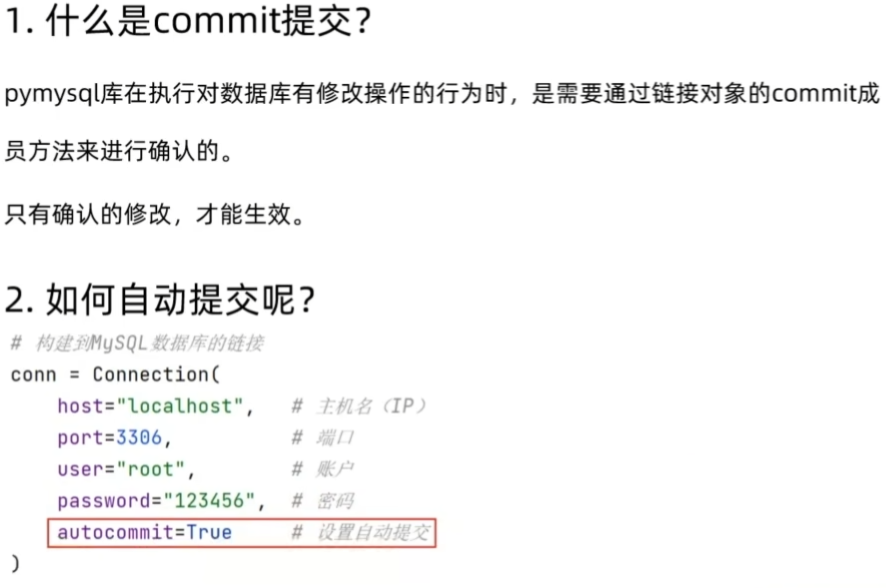 1. 什么是commit提交？
pymysql库在执行对数据库有修改操作的行为时，是需要通过链接对象的commit成
员方法来进行确认的。
只有确认的修改，才能生效。
2. 如何自动提交呢？
# 构建到MySQL数据库的链接
conn = Connection(
    host="localhost",   # 主机名（IP）
    port=3306,          # 端口
    user="root",        # 账户
    password="123456",  # 密码
    autocommit=True     # 设置自动提交
)